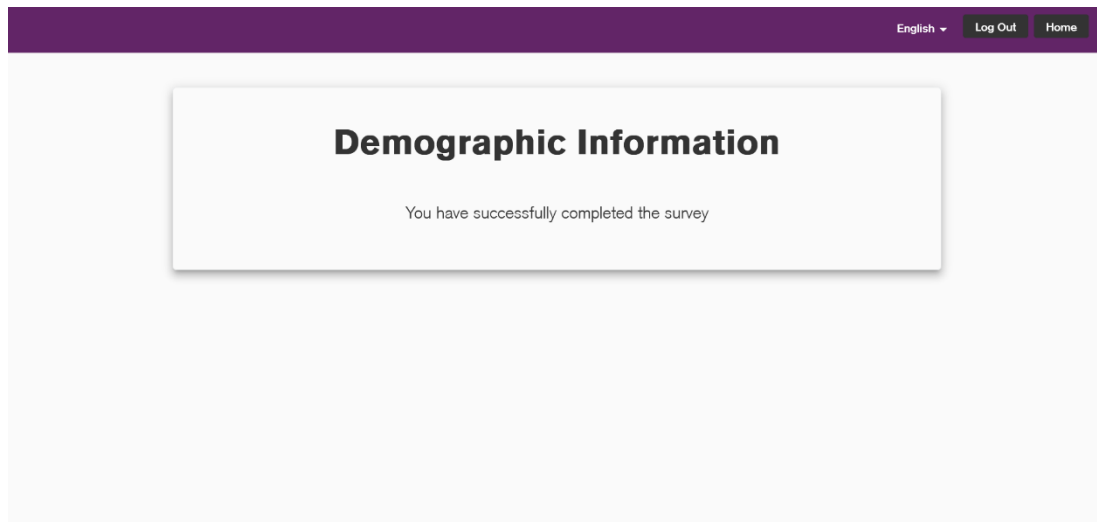 English Log Out Home
Demographic Information
You have successfully completed the survey